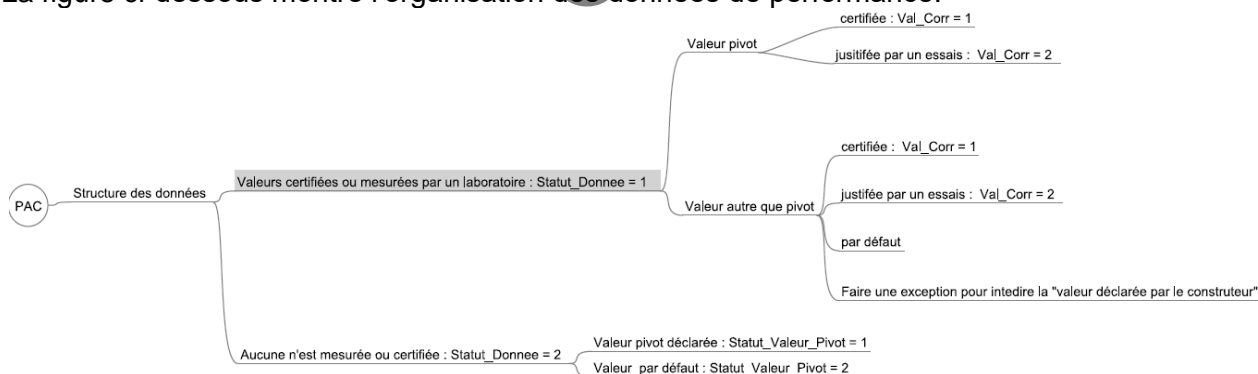 La figure ci-dessous montre l'organisation des données de performance.
certifiée : Val_Corr = 1
Valeur pivot
jusitifée par un essais : Val_Corr = 2
certifiée : Val_Corr = 1
Valeurs certifiées ou mesurées par un laboratoire : Statut_Donnee = 1
Structure des données
justifée par un essais : Val_Corr = 2
PAC
Valeur autre que pivot
par défaut
Faire une exception pour intedire la "valeur déclarée par le construteur"
Valeur pivot déclarée : Statut_Valeur_Pivot = 1
Aucune n'est mesurée ou certifiée : Statut_Donnee = 2
Valeur par défaut : Statut_Valeur_Pivot = 2